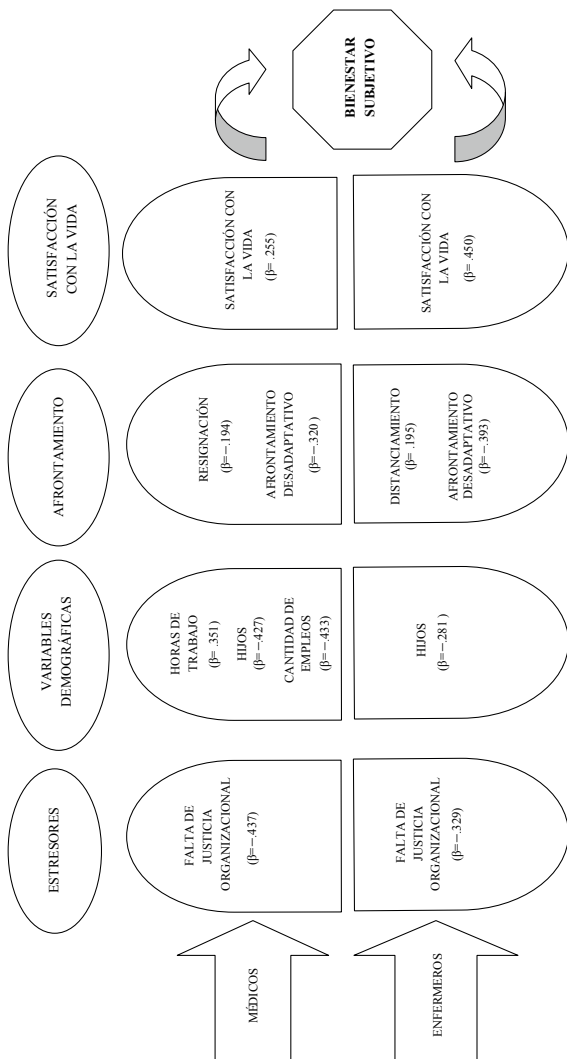 ESTRESORES
VARIABLES
DEMOGRÁFICAS
AFRONTAMIENTO
SATISFACCIÓN
CON LA VIDA
MÉDICOS
FALTA DE
JUSTICIA
ORGANIZACIONAL
(β=−.437)
HORAS DE
TRABAJO
(β= .351)
HIJOS
(β=−.427)
CANTIDAD DE
EMPLEOS
(β=−.433)
RESIGNACIÓN
(β=−.194)
AFRONTAMIENTO
DESADAPTATIVO
(β=−.320 )
SATISFACCIÓN CON
LA VIDA
(β= .255)
ENFERMEROS
FALTA DE
JUSTICIA
ORGANIZACIONAL
(β=−.329)
HIJOS
(β=−.281)
DISTANCIAMIENTO
(β= .195)
AFRONTAMIENTO
DESADAPTATIVO
(β=−.393)
SATISFACCIÓN CON
LA VIDA
(β= .450)
BIENESTAR
SUBJETIVO